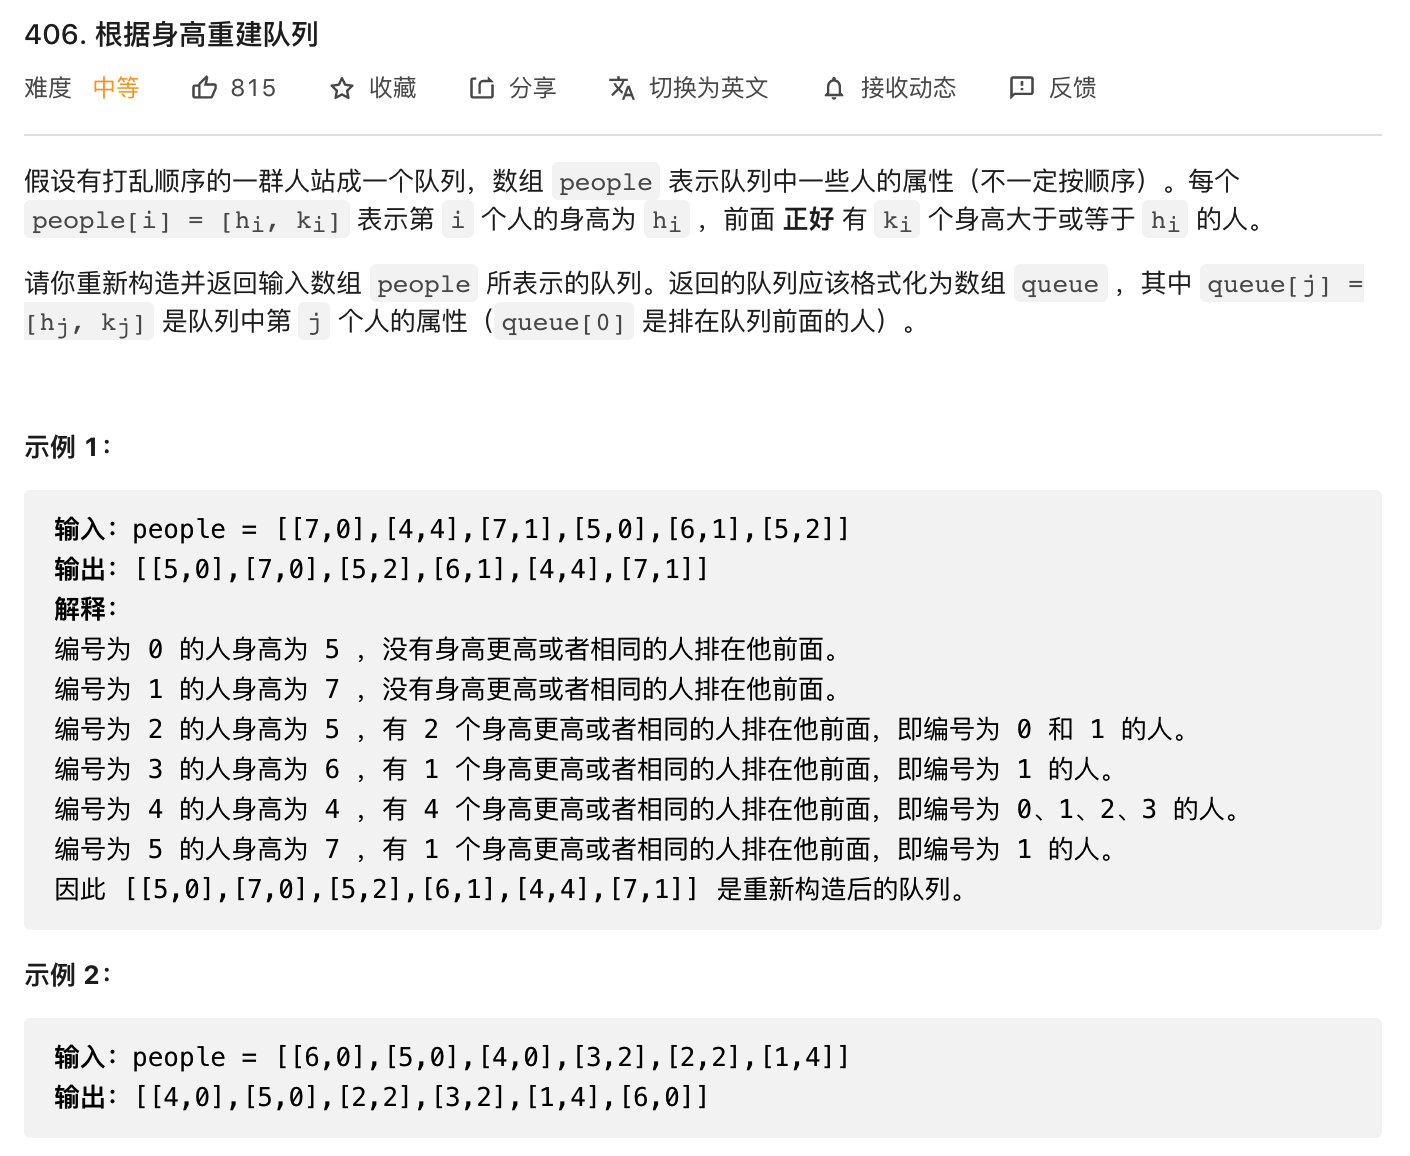 406. 根据身高重建队列
难度 中等 815 收藏 分享 切换为英文 接收动态 反馈
假设有打乱顺序的一群人站成一个队列，数组 people 表示队列中一些人的属性（不一定按顺序）。每个
people[i] = [hi, ki] 表示第 i 个人的身高为 hi ，前面 正好 有 ki 个身高大于或等于 hi 的人。
请你重新构造并返回输入数组 people 所表示的队列。返回的队列应该格式化为数组 queue ，其中 queue[j] =
[hj, kj] 是队列中第 j 个人的属性（queue[0] 是排在队列前面的人）。
示例 1：
输入：people = [[7,0],[4,4],[7,1],[5,0],[6,1],[5,2]]
输出：[[5,0],[7,0],[5,2],[6,1],[4,4],[7,1]]
解释：
编号为 0 的人身高为 5 ，没有身高更高或者相同的人排在他前面。
编号为 1 的人身高为 7 ，没有身高更高或者相同的人排在他前面。
编号为 2 的人身高为 5 ，有 2 个身高更高或者相同的人排在他前面，即编号为 0 和 1 的人。
编号为 3 的人身高为 6 ，有 1 个身高更高或者相同的人排在他前面，即编号为 1 的人。
编号为 4 的人身高为 4 ，有 4 个身高更高或者相同的人排在他前面，即编号为 0、1、2、3 的人。
编号为 5 的人身高为 7 ，有 1 个身高更高或者相同的人排在他前面，即编号为 1 的人。
因此 [[5,0],[7,0],[5,2],[6,1],[4,4],[7,1]] 是重新构造后的队列。
示例 2：
输入：people = [[6,0],[5,0],[4,0],[3,2],[2,2],[1,4]]
输出：[[4,0],[5,0],[2,2],[3,2],[1,4],[6,0]]